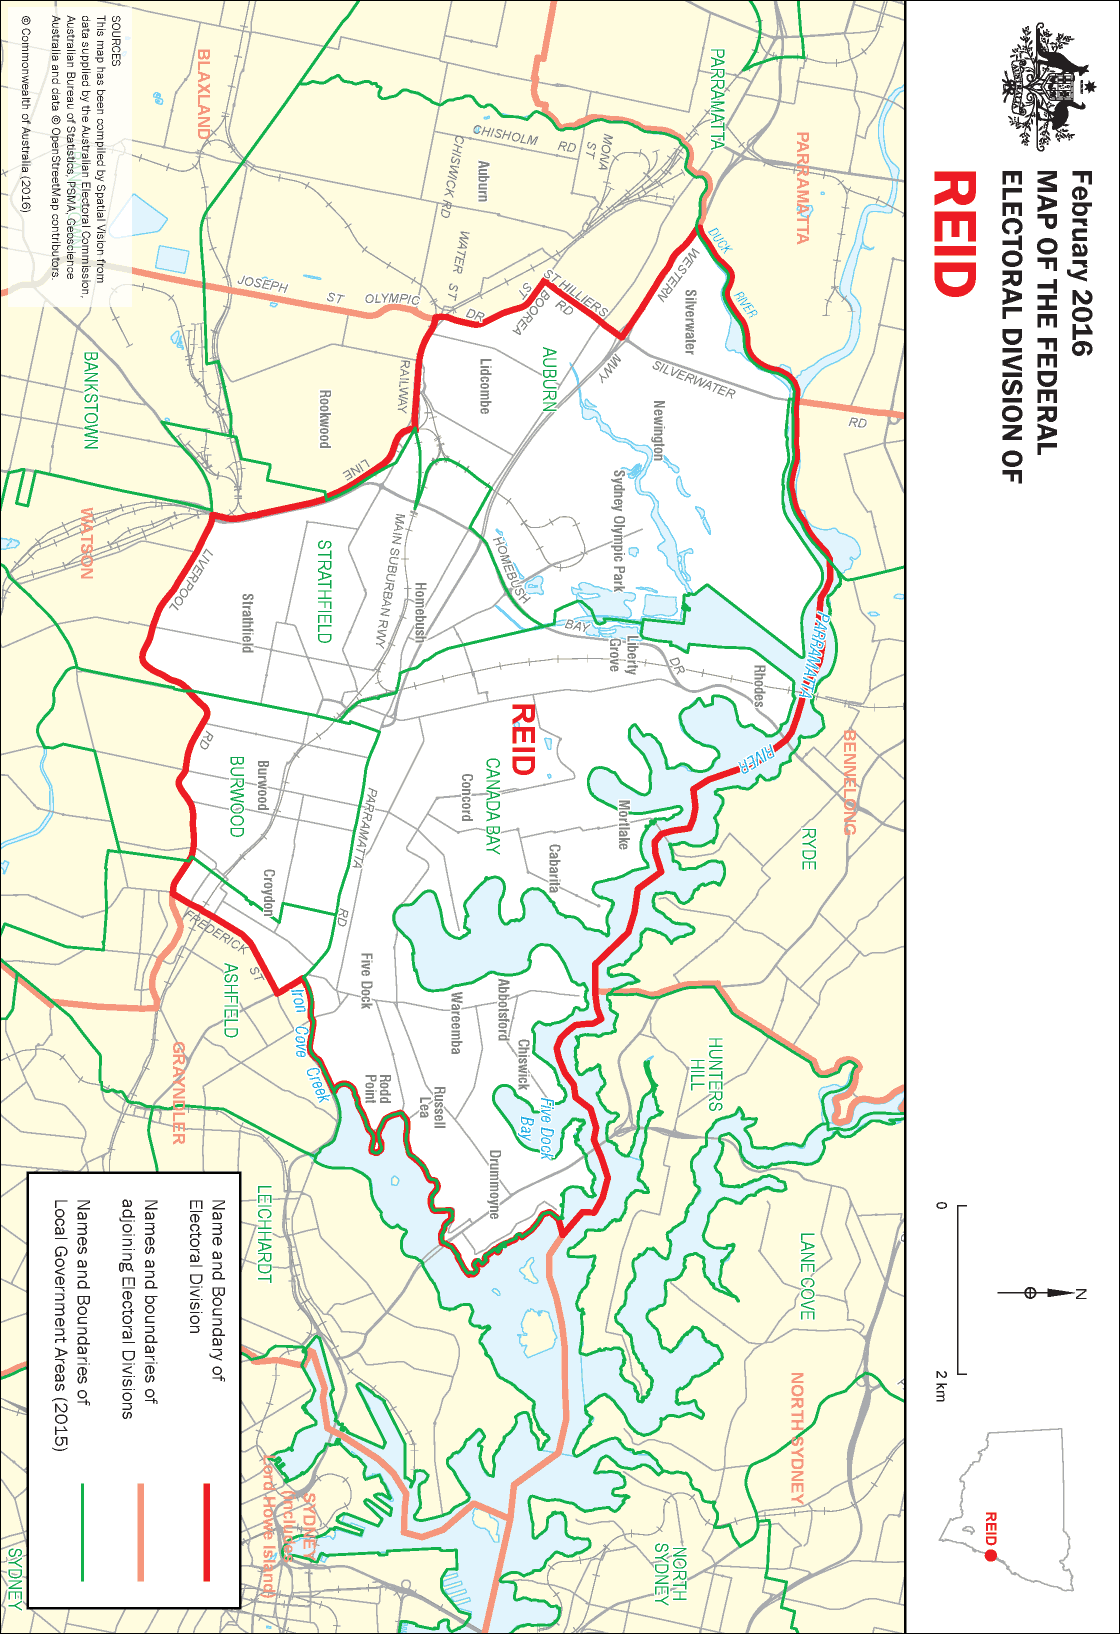 February 2016
MAP OF THE FEDERAL
ELECTORAL DIVISION OF
REID
N
0
2 km
REID
PARRAMATTA
PARRAMATTA
BLAXLAND
CHISHOLM
RD
MONA
ST
Auburn
CHISWICK RD
WATER ST
DUCK
RIVER
WESTERN
MWY
Silverwater
SILVERWATER
RD
ST HILLIERS
RD
BOOREA
ST
JOSEPH
ST
OLYMPIC
DR
Lidcombe
AUBURN
Newington
Sydney Olympic Park
RAILWAY
LINE
Rookwood
BANKSTOWN
WATSON
HOMEBUSH
BAY
DR
Liberty
Grove
Rhodes
PARRAMATTA
RIVER
BENNELONG
RYDE
MAIN SUBURBAN RWY
Homebush
STRATHFIELD
Strathfield
LIVERPOOL
RD
REID
CANADA BAY
Concord
Cabarita
Mortlake
BURWOOD
Burwood
PARRAMATTA
RD
Croydon
FREDERICK
ST
ASHFIELD
GRAYNDLER
Five Dock
Wareemba
Abbotsford
Chiswick
Five Dock
Bay
Rodd
Point
Russell
Lea
Drummoyne
Iron Cove Creek
HUNTERS
HILL
LANE COVE
NORTH SYDNEY
NORTH
SYDNEY
LEICHHARDT
SYDNEY
(includes
Lord Howe Island)
SYDNEY
Name and Boundary of
Electoral Division
Names and boundaries of
adjoining Electoral Divisions
Names and Boundaries of
Local Government Areas (2015)
SOURCES
This map has been compiled by Spatial Vision from
data supplied by the Australian Electoral Commission,
Australian Bureau of Statistics, PSMA, Geoscience
Australia and data © OpenStreetMap contributors.
© Commonwealth of Australia (2016)